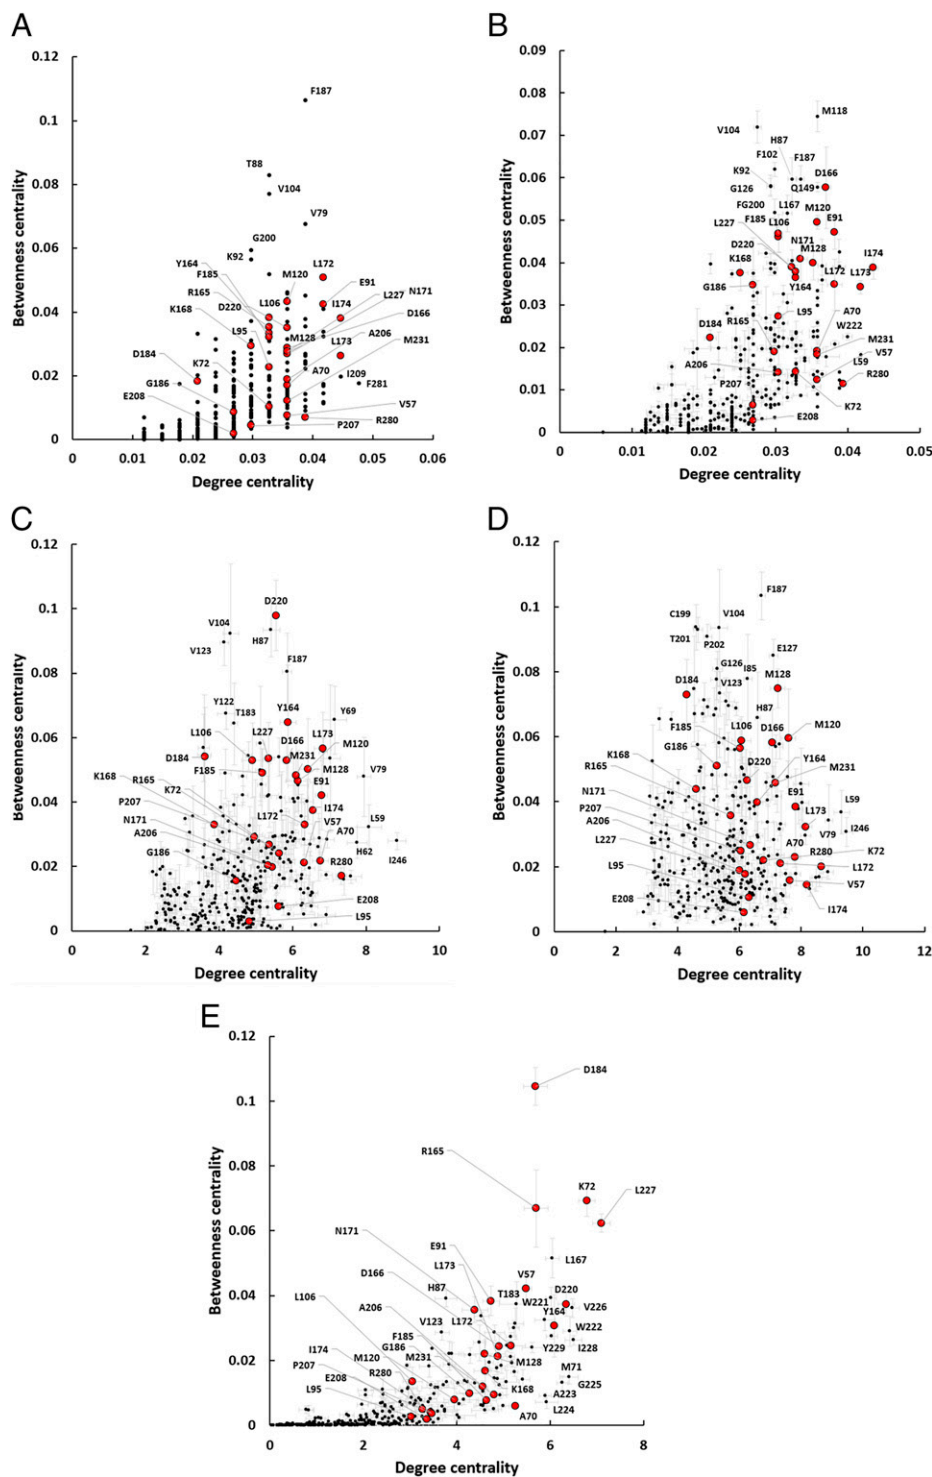 A
0.12
0.1
0.08
0.06
0.04
0.02
0
Betweenness centrality
F187
T88
V104
V79
G200
K92
M120
L172
Y164
F185
R165
L106
I174
E91
N171
L227
K168
D220
D166
L95
M128
L173
A206
D184
K72
A70
M231
G186
I209
F281
E208
V57
P207
R280
0
0.01
0.02
0.03
0.04
0.05
0.06
Degree centrality
B
0.09
0.08
0.07
0.06
0.05
0.04
0.03
0.02
0.01
0
Betweenness centrality
M118
V104
H87
F102
F187
K92
D166
G126
Q149
FG200
L167
M120
F185
L106
E91
L227
N171
D220
M128
I174
K168
L172
L173
G186
Y164
L95
A70
D184
R165
W222
M231
A206
V57
L59
P207
R280
K72
E208
0
0.01
0.02
0.03
0.04
0.05
Degree centrality
C
0.12
0.1
0.08
0.06
0.04
0.02
0
Betweenness centrality
D220
V104
H87
V123
F187
Y122
T183
Y164
Y69
L106
L227
D166
L173
M120
D184
M231
M128
V79
F185
E91
K168
R165
K72
P207
L172
I174
L59
N171
V57
A70
A206
H62
I246
G186
R280
E208
L95
0
2
4
6
8
10
Degree centrality
D
0.12
0.1
0.08
0.06
0.04
0.02
0
Betweenness centrality
F187
C199
V104
T201
P202
E127
G126
I85
M128
D184
V123
H87
L106
D166
M120
F185
Y164
G186
D220
M231
K168
R165
E91
N171
L173
L59
P207
V79
A206
A70
I246
L227
R280
K72
L172
L95
V57
E208
I174
0
2
4
6
8
10
12
Degree centrality
E
0.12
0.1
0.08
0.06
0.04
0.02
0
Betweenness centrality
D184
R165
K72
L227
N171
E91
L167
L173
V57
D166
H87
T183
D220
L106
A206
W221
V226
V123
Y164
L172
W222
F185
Y229
I228
I174
G186
M128
M120
M231
M71
P207
R280
G225
E208
K168
A223
L95
A70
L224
0
2
4
6
8
Degree centrality